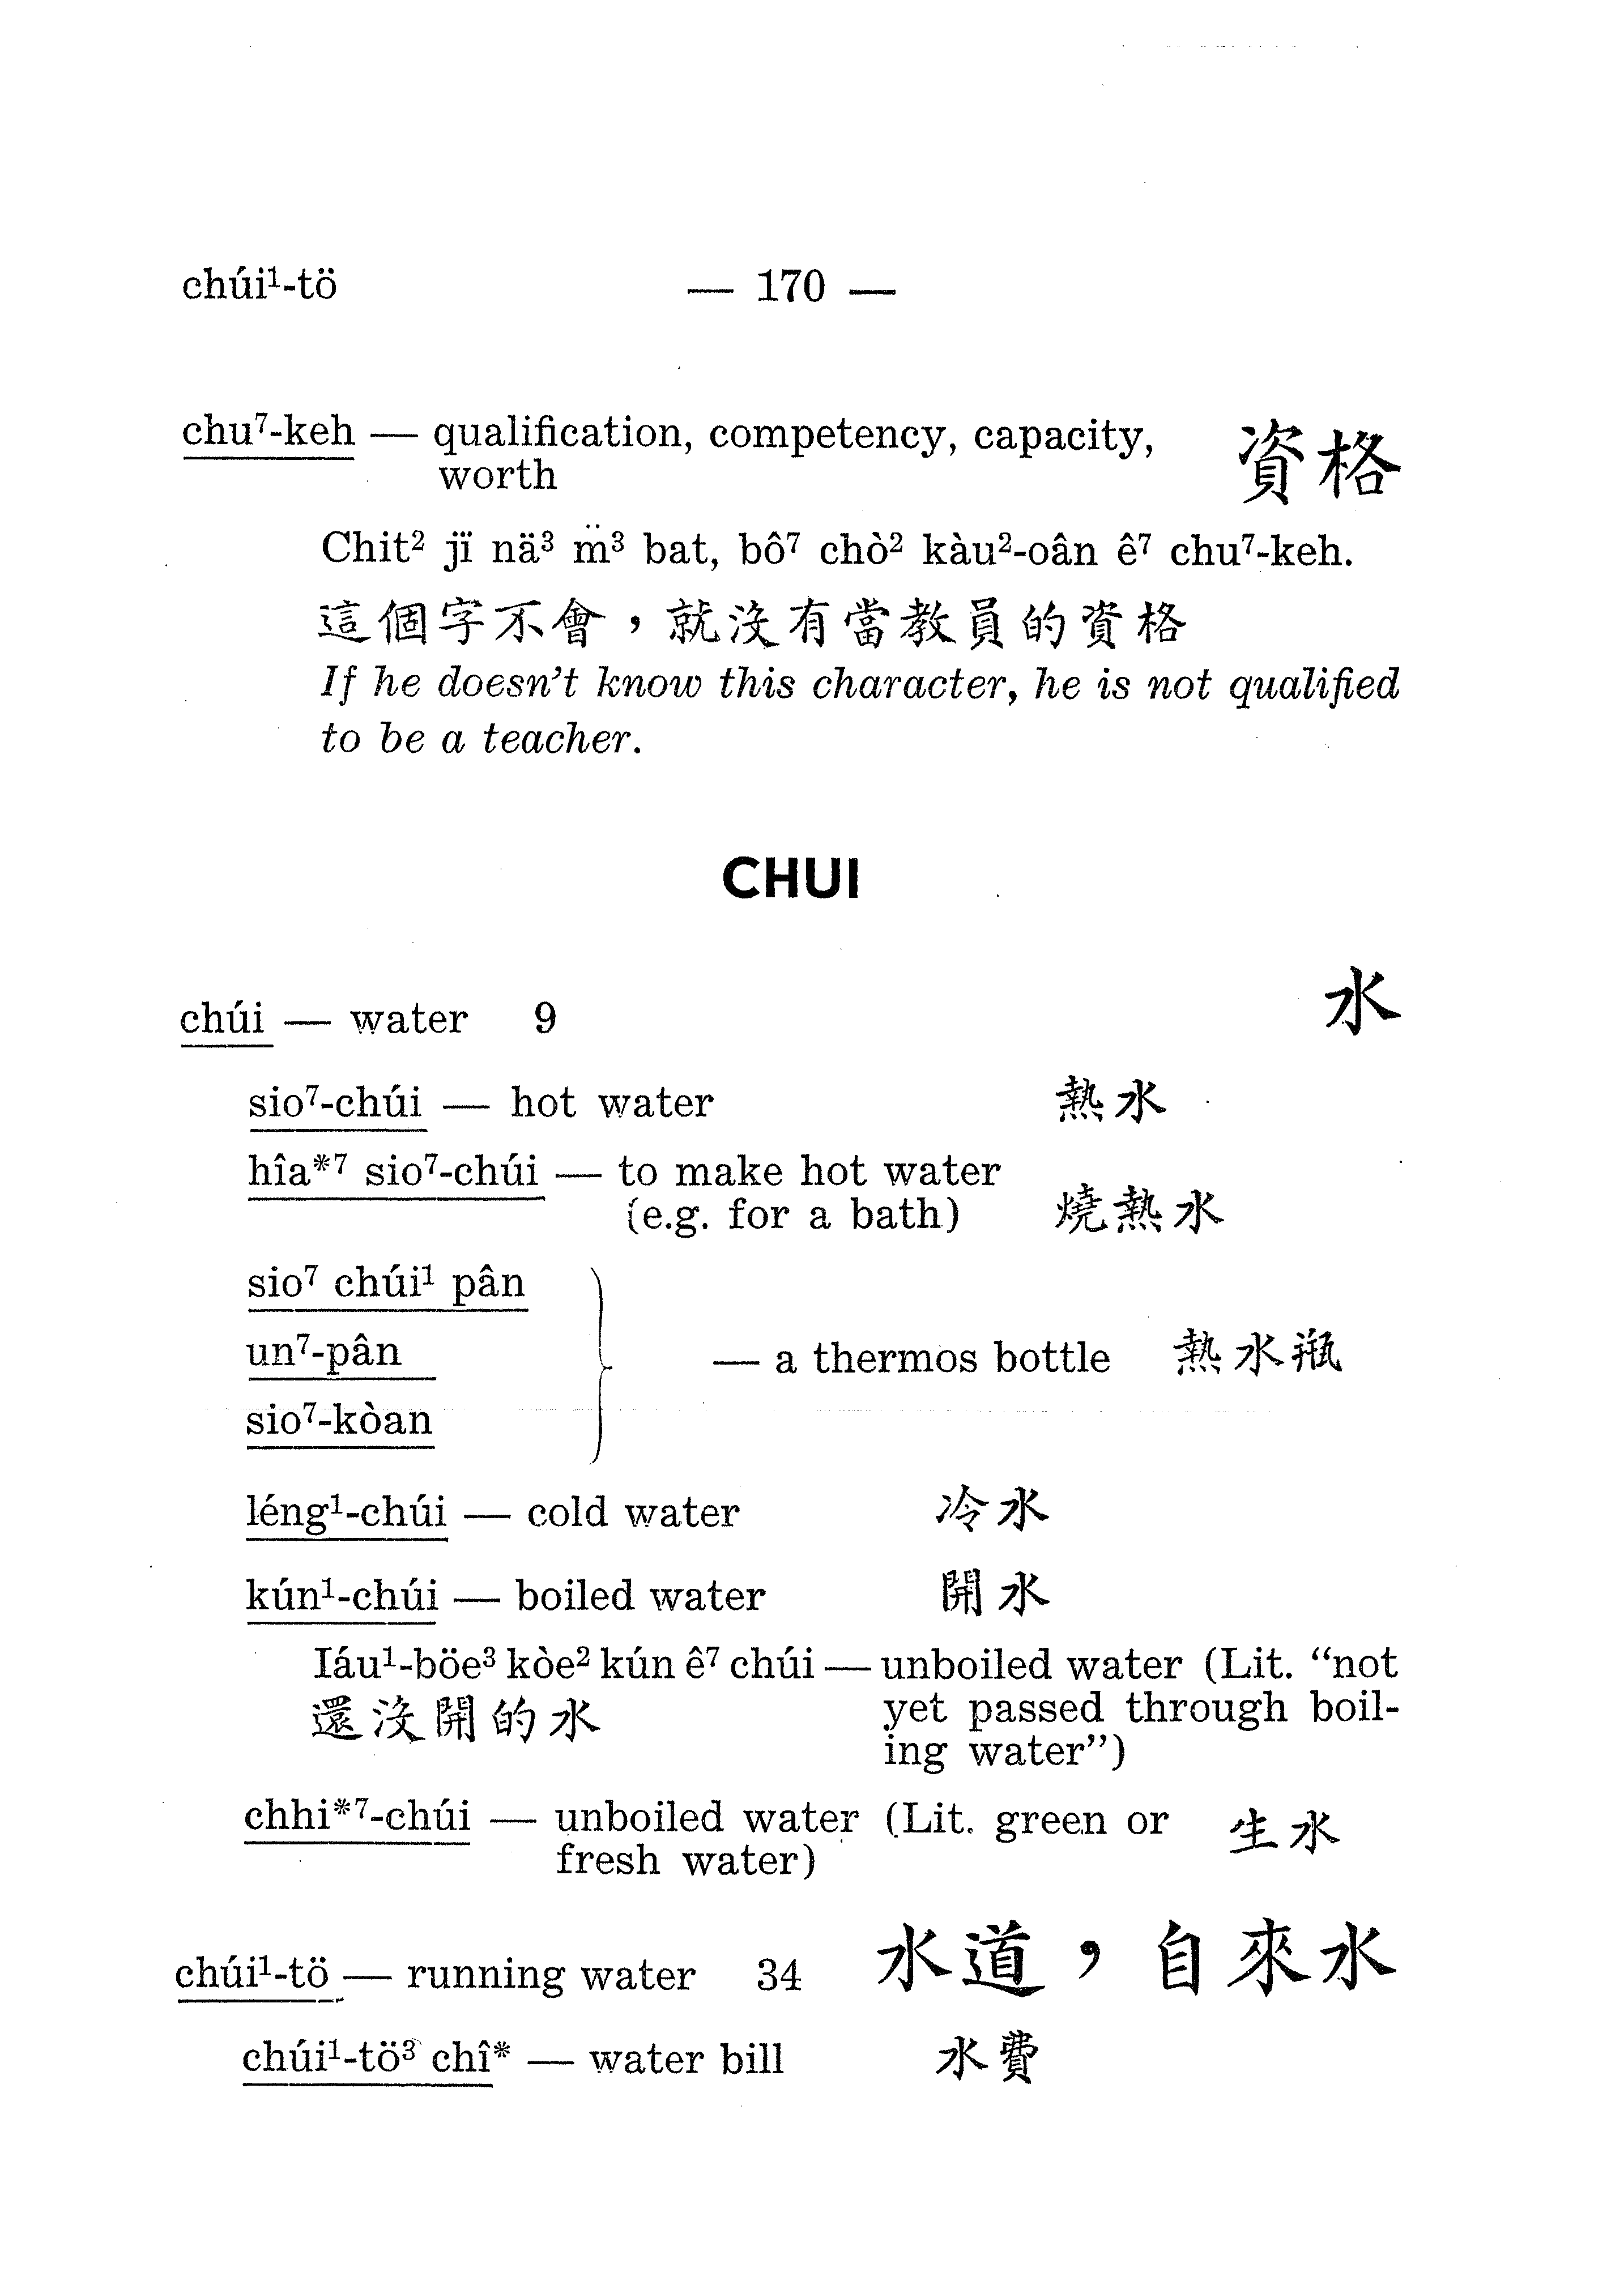 chúi¹-tö — 170 —
chu⁷-keh — qualification, competency, capacity, 資格
worth
Chit² jï nä³ m̈³ bat, bô⁷ chò² kàu²-oân ê⁷ chu⁷-keh.
這個字不會，就沒有當教員的資格
If he doesn't know this character, he is not qualified
to be a teacher.
CHUI
chúi — water 9 水
sio⁷-chúi — hot water 熱水
hîa*⁷ sio⁷-chúi — to make hot water
(e.g. for a bath) 燒熱水
sio⁷ chúi¹ pân
un⁷-pân — a thermos bottle 熱水瓶
sio⁷-kòan
léng¹-chúi — cold water 冷水
kún¹-chúi — boiled water 開水
Iáu¹-böe³ kòe² kún ê⁷ chúi — unboiled water (Lit. “not
還沒開的水 yet passed through boil-
ing water”)
chhi*⁷-chúi — unboiled water (Lit. green or 生水
fresh water)
chúi¹-tö — running water 34 水道，自來水
chúi¹-tö³ chî* — water bill 水費